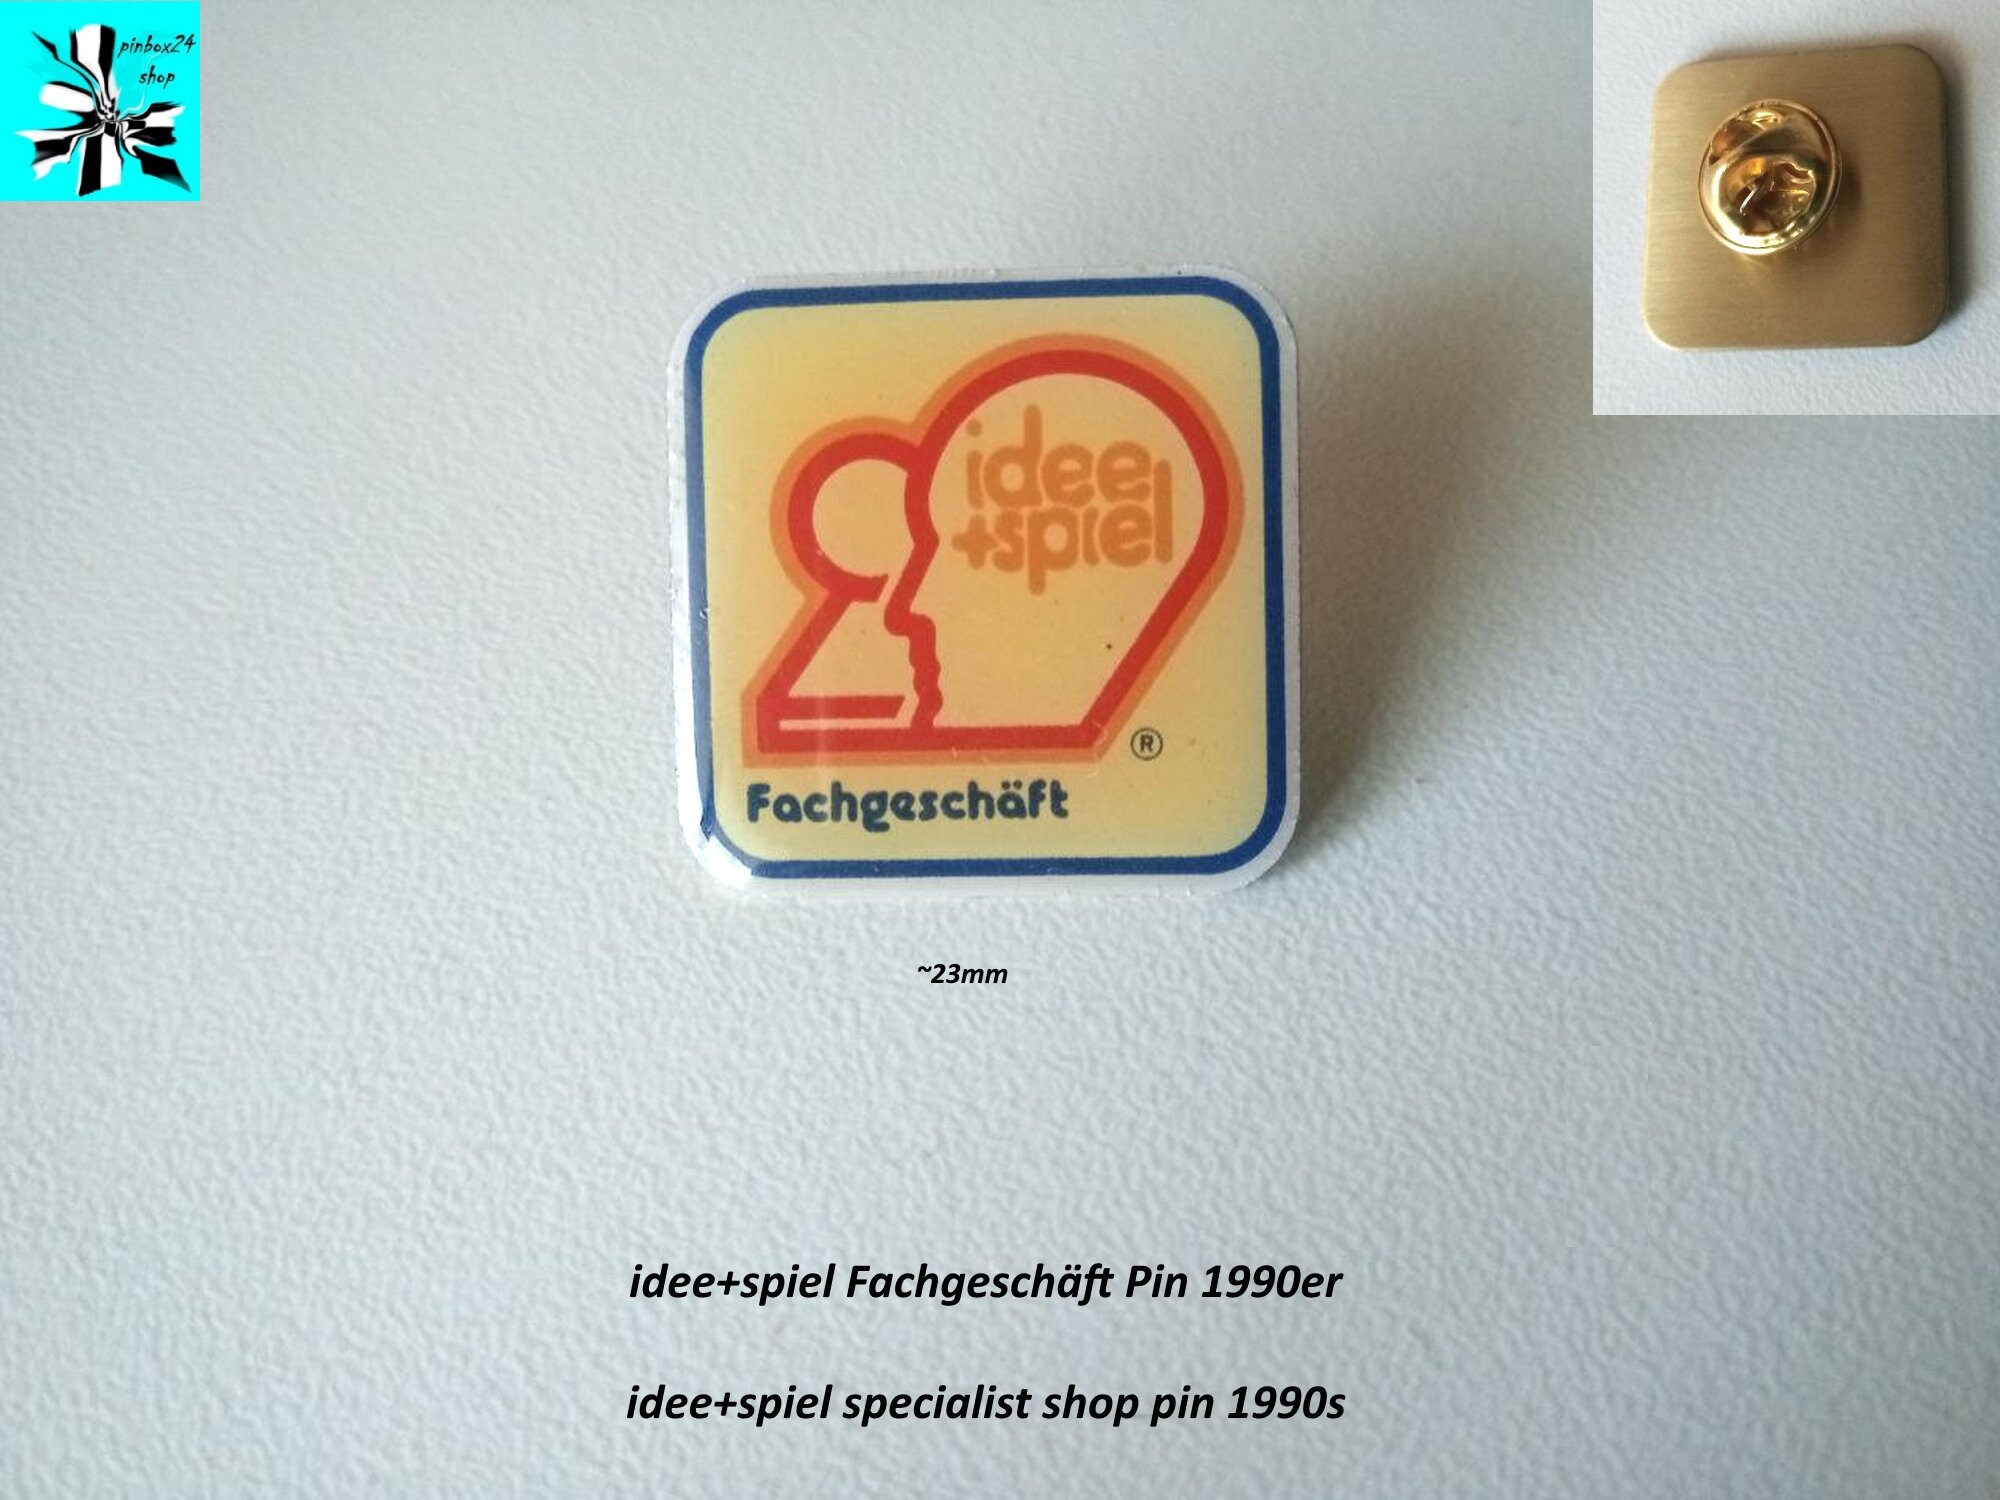 pinbox24
shop
idee
+spiel
®
Fachgeschäft
~23mm
idee+spiel Fachgeschäft Pin 1990er
idee+spiel specialist shop pin 1990s